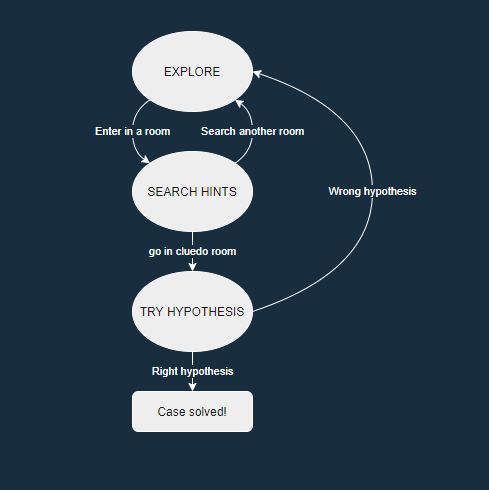 EXPLORE
Enter in a room
Search another room
SEARCH HINTS
Wrong hypothesis
go in cluedo room
TRY HYPOTHESIS
Right hypothesis
Case solved!